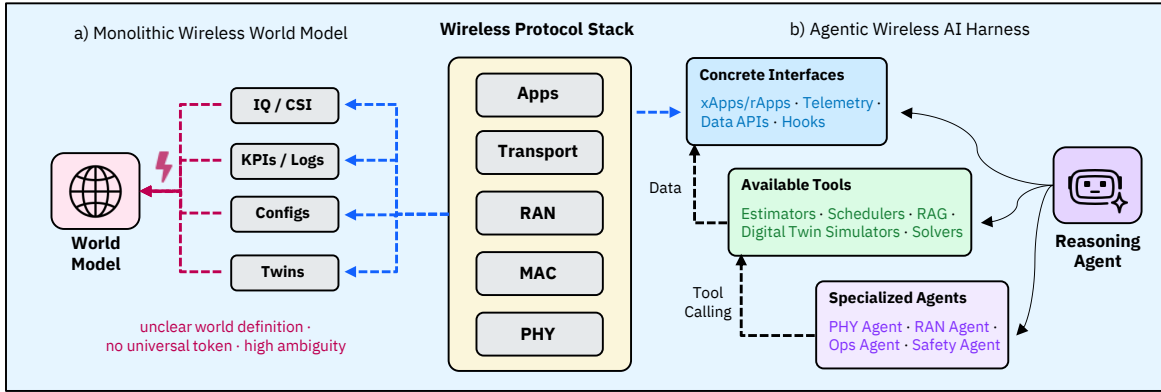 a) Monolithic Wireless World Model
IQ / CSI
KPIs / Logs
Configs
Twins
World
Model
unclear world definition ·
no universal token · high ambiguity
Wireless Protocol Stack
Apps
Transport
RAN
MAC
PHY
b) Agentic Wireless AI Harness
Concrete Interfaces
xApps/rApps · Telemetry ·
Data APIs · Hooks
Data
Available Tools
Estimators · Schedulers · RAG ·
Digital Twin Simulators · Solvers
Tool
Calling
Specialized Agents
PHY Agent · RAN Agent ·
Ops Agent · Safety Agent
Reasoning
Agent